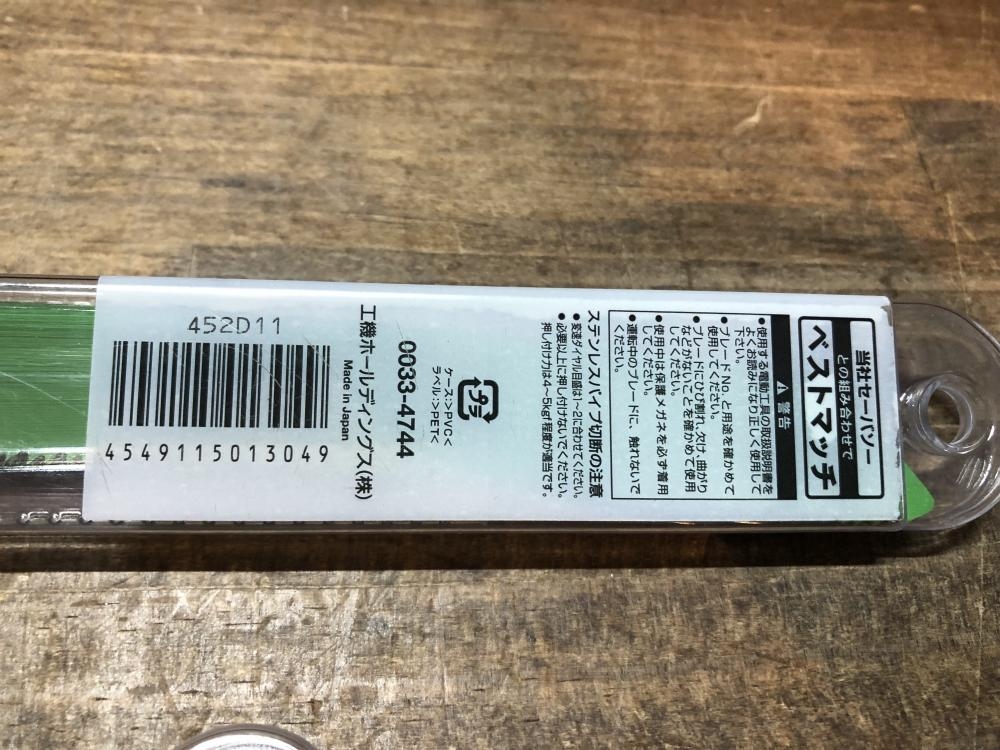 当社セーバソー
との組み合わせで
ベストマッチ
⚠警告
●使用する電動工具の取扱説明書を
よくお読みになり正しく使用して
下さい。
●ブレードNo.と用途を確かめて
使用してください。
●ブレードにひび割れ、欠け、曲がり
などがないことを確かめて使用
してください。
●使用中は保護メガネを必ず着用
してください。
●運転中のブレードに、触れないで
ください。
ステンレスパイプ切断の注意
●変速ダイヤル目盛は1~2に合わせてください。
●必要以上に押し付けないでください。
押し付け力は4~5kgf程度が適当です。
プラ
ケース:>PVC<
ラベル:>PET<
0033-4744
工機ホールディングス(株)
Made in Japan
452D11
4549115013049